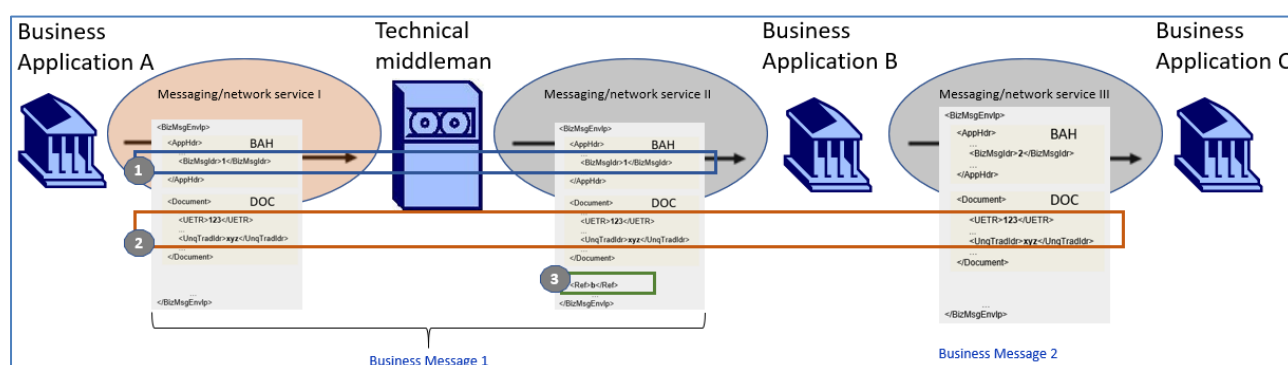 Business
Application A
Technical
middleman
Business
Application B
Business
Application C
Messaging/network service I
<BizMsgEnvlp>
<AppHdr> BAH
...
<BizMsgIdr>1</BizMsgIdr>
</AppHdr>
<Document> DOC
<UETR>123</UETR>
...
<UnqTradIdr>xyz</UnqTradIdr>
...
</Document>
...
</BizMsgEnvlp>
1
2
Messaging/network service II
<BizMsgEnvlp>
<AppHdr> BAH
...
<BizMsgIdr>1</BizMsgIdr>
...
</AppHdr>
<Document> DOC
...
<UETR>123</UETR>
...
<UnqTradIdr>xyz</UnqTradIdr>
...
</Document>
3
<Ref>b</Ref>
...
</BizMsgEnvlp>
Messaging/network service III
<BizMsgEnvlp>
<AppHdr> BAH
...
<BizMsgIdr>2</BizMsgIdr>
...
</AppHdr>
<Document> DOC
<UETR>123</UETR>
...
<UnqTradIdr>xyz</UnqTradIdr>
...
</Document>
...
</BizMsgEnvlp>
Business Message 1
Business Message 2